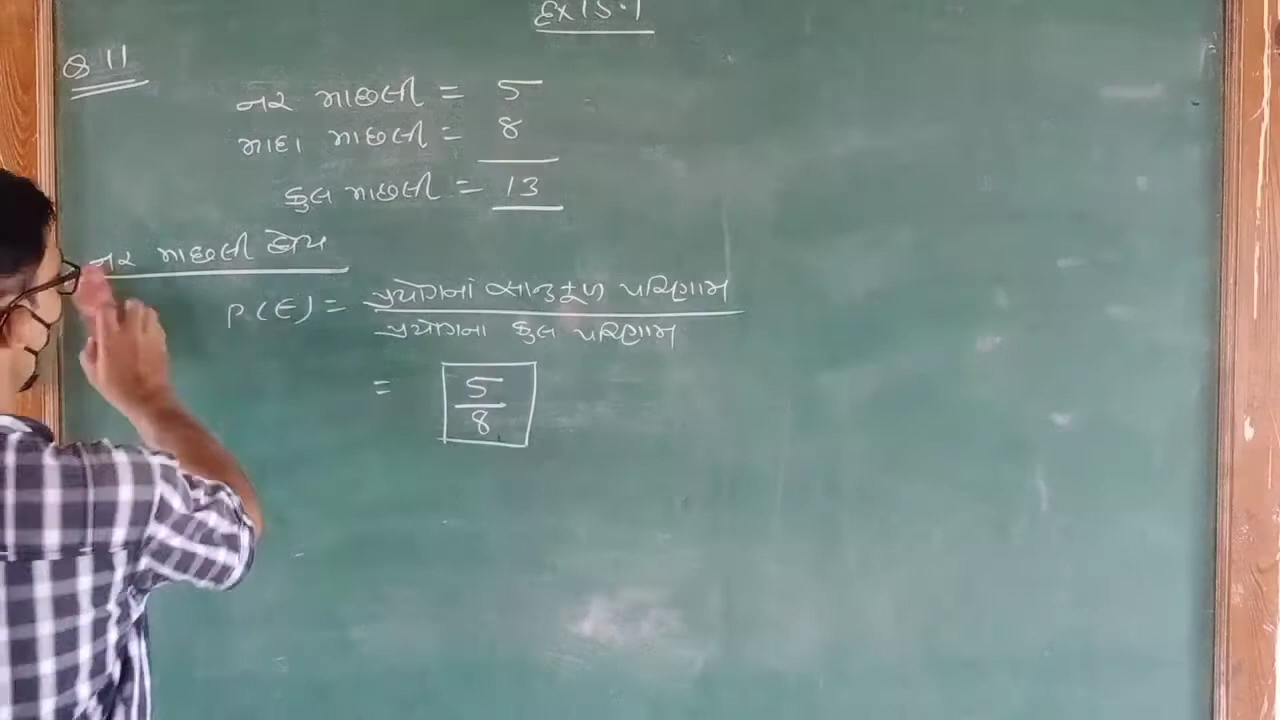 Ex 15.1
Q 11
નર માછલી = 5
માદા માછલી = 8
કુલ માછલી = 13
નર માછલી હોય
P(E) = પ્રયોગનાં સાનુકૂળ પરિણામ
પ્રયોગના કુલ પરિણામ
= 5
8